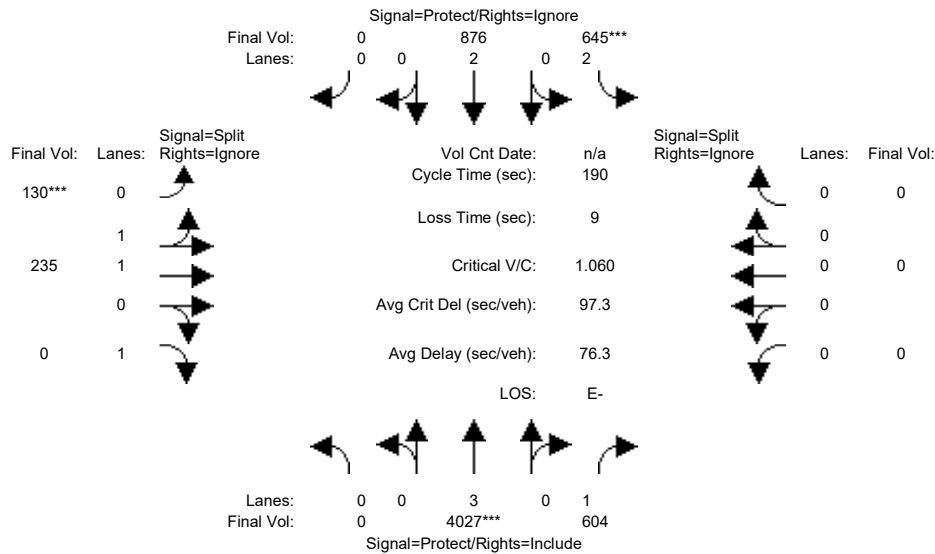 Signal=Protect/Rights=Ignore
Final Vol: 0 876 645***
Lanes: 0 0 2 0 2
Signal=Split
Final Vol: Lanes: Rights=Ignore
Vol Cnt Date: n/a
Signal=Split
Rights=Ignore Lanes: Final Vol:
Cycle Time (sec): 190
130*** 0
0 0
Loss Time (sec): 9
1
0
235 1
Critical V/C: 1.060
0 0
0
Avg Crit Del (sec/veh): 97.3
0
0 1
Avg Delay (sec/veh): 76.3
0 0
LOS: E-
Lanes: 0 0 3 0 1
Final Vol: 0 4027*** 604
Signal=Protect/Rights=Include